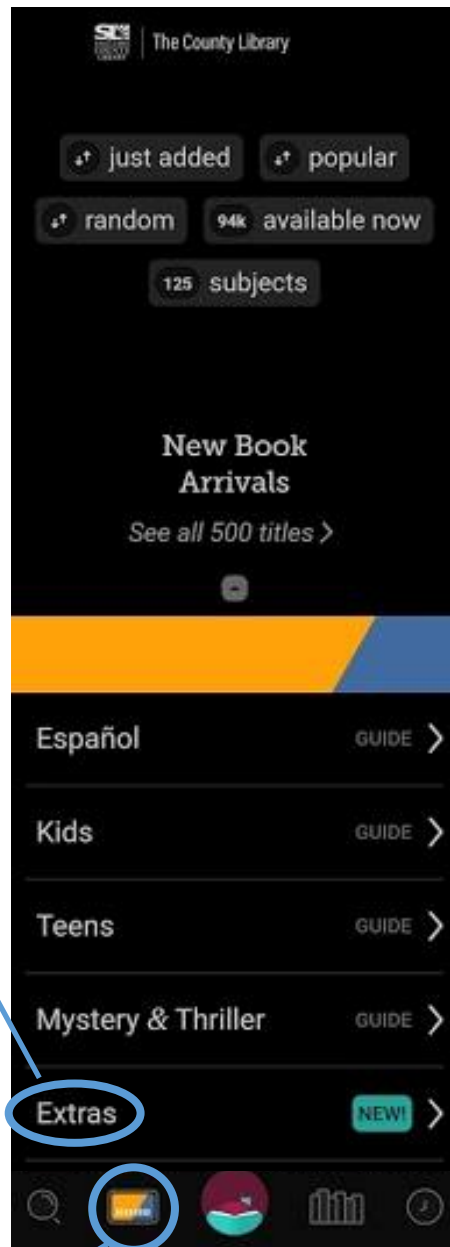 SL
The County Library
just added
popular
random
94k available now
125 subjects
New Book
Arrivals
See all 500 titles >
Español GUIDE >
Kids GUIDE >
Teens GUIDE >
Mystery & Thriller GUIDE >
Extras NEW! >